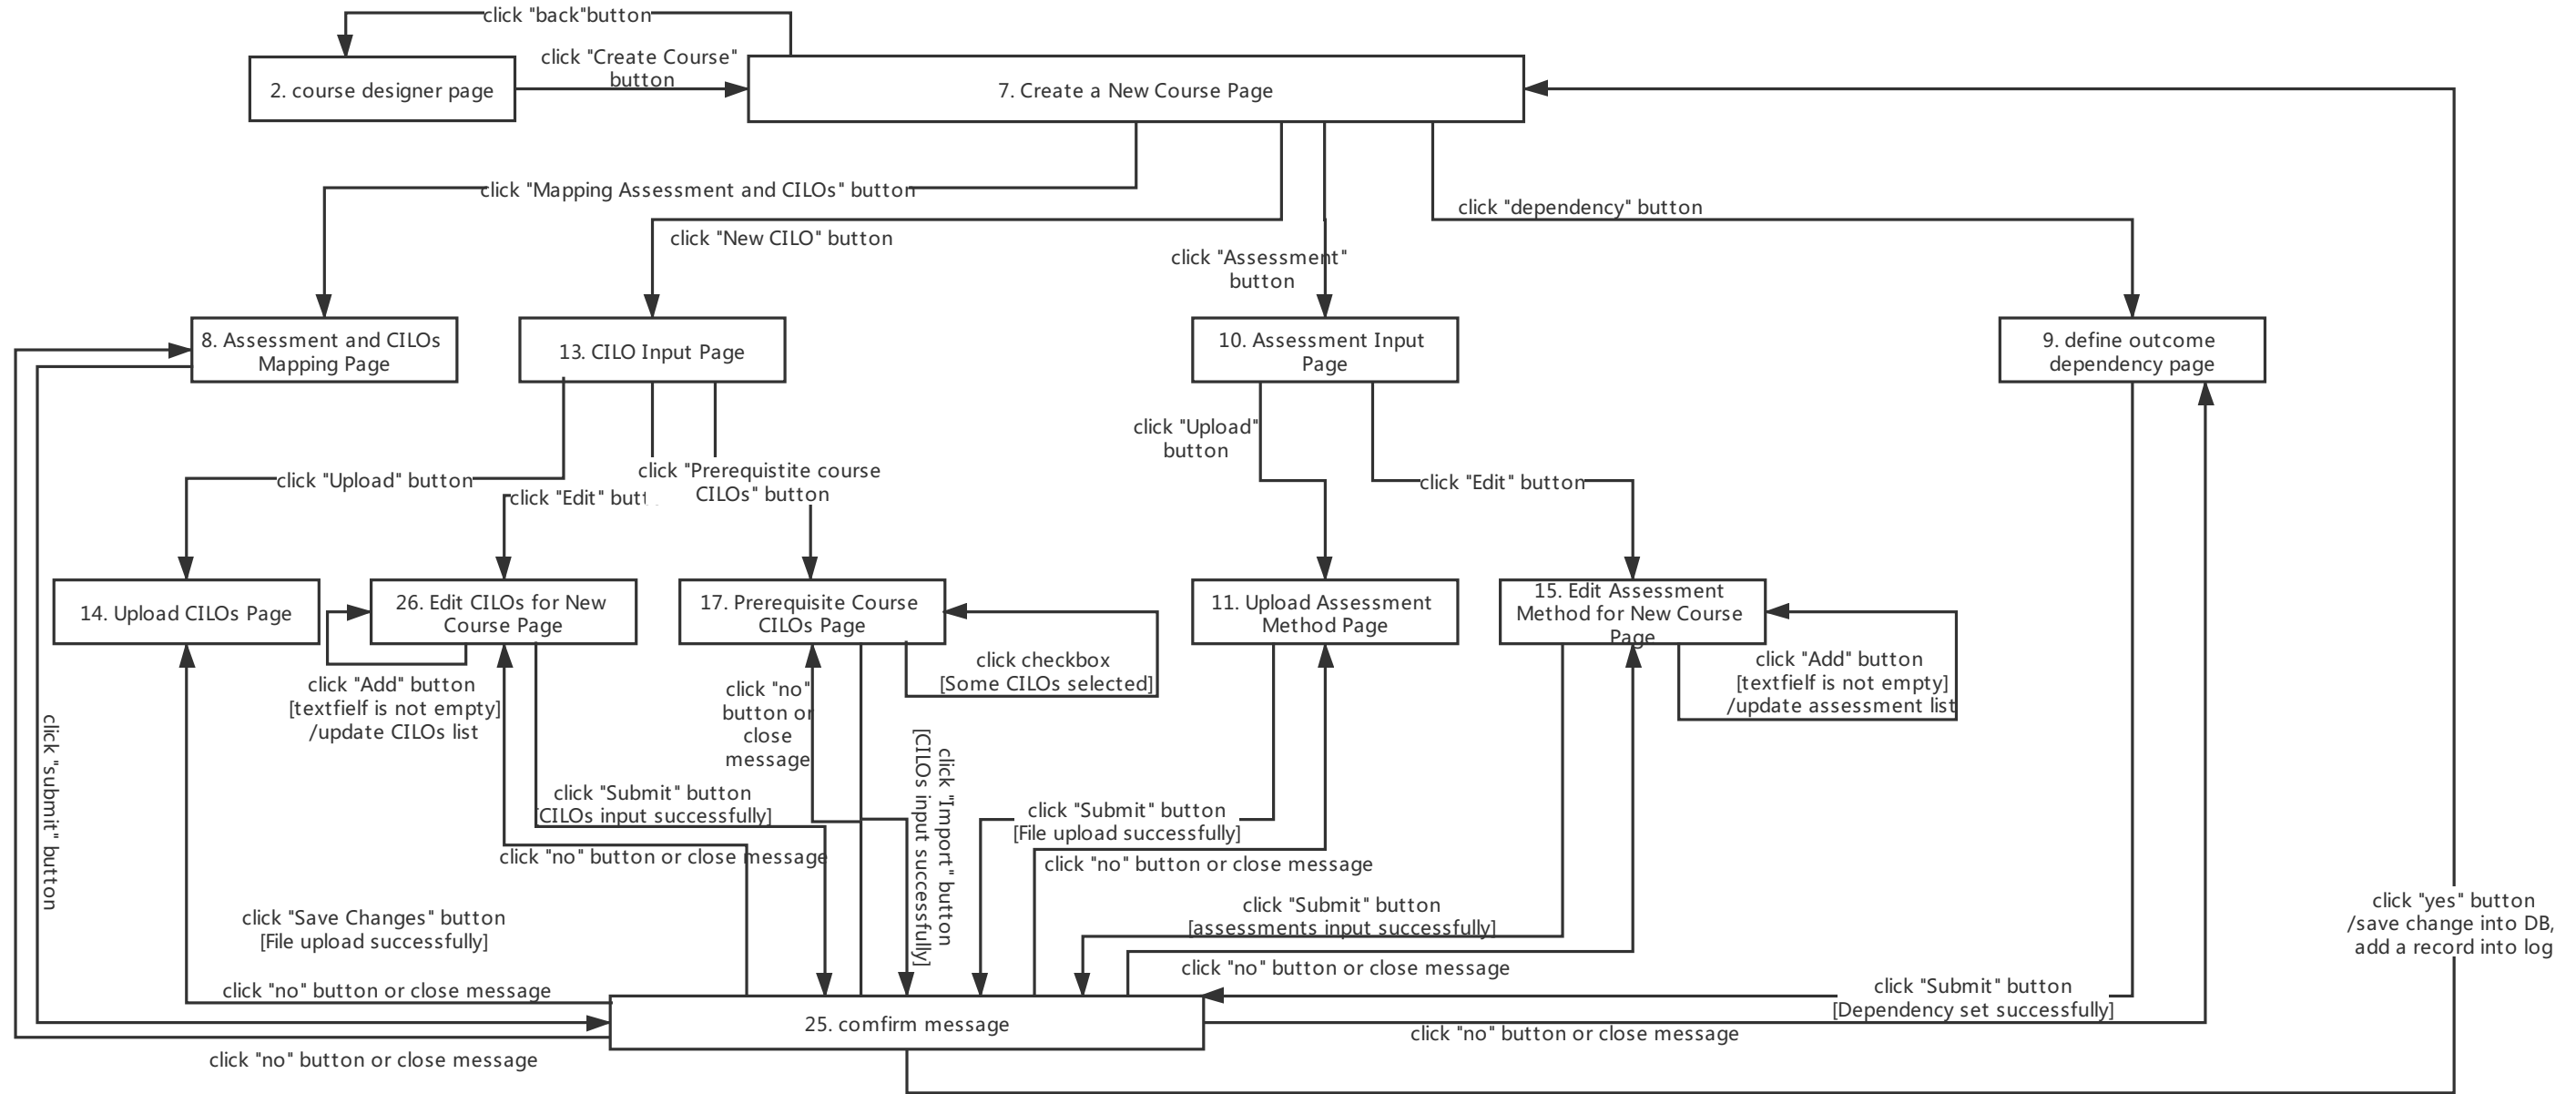 click "back"button
click "Create Course"
button
2. course designer page
7. Create a New Course Page
click "Mapping Assessment and CILOs" button
click "dependency" button
click "New CILO" button
click "Assessment"
button
8. Assessment and CILOs
Mapping Page
13. CILO Input Page
10. Assessment Input
Page
9. define outcome
dependency page
click "Upload"
button
click "Upload" button
click "Edit" butt
click "Prerequistite course
CILOs" button
click "Edit" button
14. Upload CILOs Page
26. Edit CILOs for New
Course Page
17. Prerequisite Course
CILOs Page
11. Upload Assessment
Method Page
15. Edit Assessment
Method for New Course
Page
click "Add" button
[textfielf is not empty]
/update CILOs list
click "no"
button or
close
message
click checkbox
[Some CILOs selected]
click "Add" button
[textfielf is not empty]
/update assessment list
click "submit" button
click "Submit" button
[CILOs input successfully]
click "no" button or close message
click "Import" button
[CILOs input successfully]
click "Submit" button
[File upload successfully]
click "no" button or close message
click "Save Changes" button
[File upload successfully]
click "no" button or close message
click "Submit" button
[assessments input successfully]
click "no" button or close message
click "yes" button
/save change into DB,
add a record into log
click "Submit" button
[Dependency set successfully]
click "no" button or close message
25. comfirm message
click "no" button or close message